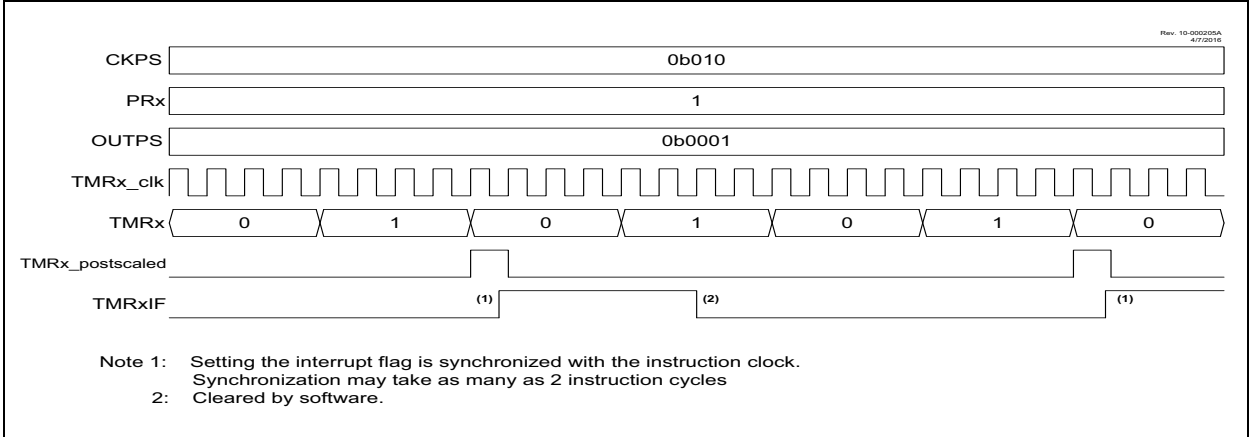 Rev. 10-000205A
4/7/2016
CKPS 0b010
PRx 1
OUTPS 0b0001
TMRx_clk
TMRx 0 1 0 1 0 1 0
TMRx_postscaled
TMRxIF (1) (2) (1)
Note 1: Setting the interrupt flag is synchronized with the instruction clock.
Synchronization may take as many as 2 instruction cycles
2: Cleared by software.